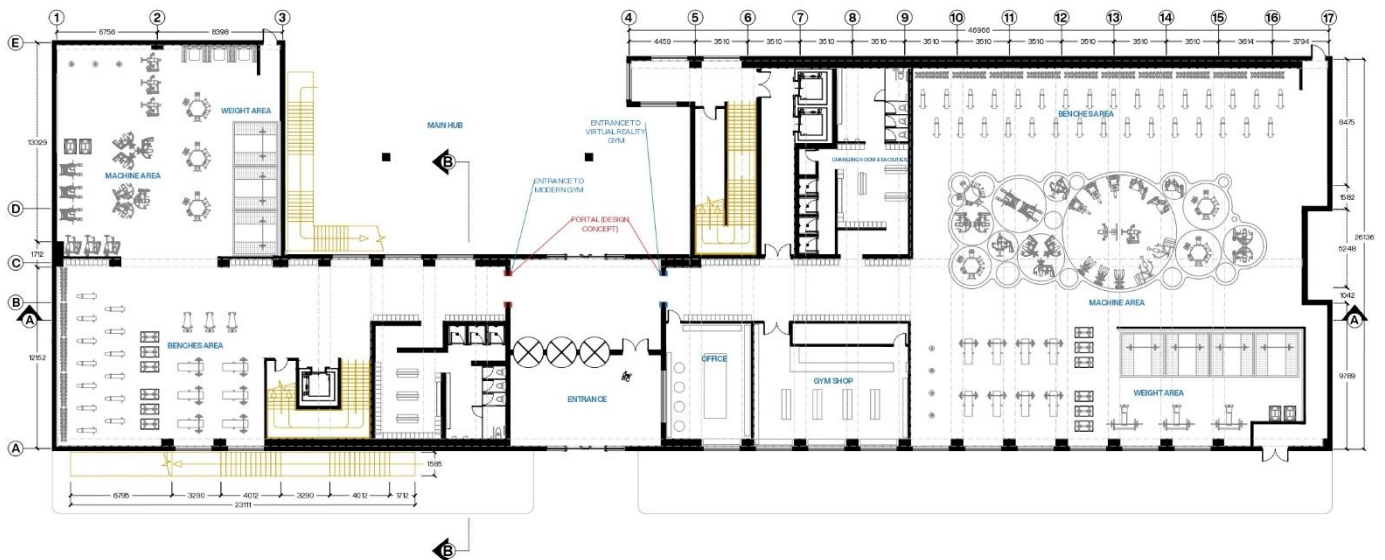 1 2 3 4 5 6 7 8 9 10 11 12 13 14 15 16 17
6756 8398
46966
4459 3510 3510 3510 3510 3510 3510 3510 3510 3510 3510 3614 3794
E
D
C
B
A
A
13329
1712
12152
WEIGHT AREA
MACHINE AREA
BENCHES AREA
MAIN HUB
B
ENTRANCE TO
VIRTUAL REALITY
GYM
ENTRANCE TO
MODERN GYM
PORTAL (DESIGN
CONCEPT)
CHANGING ROOM & FACILITIES
BENCHES AREA
MACHINE AREA
8475
1582
5248
26136
1042
9789
A
OFFICE
GYM SHOP
ENTRANCE
WEIGHT AREA
1585
6795 3290 4012 3290 4012 1712
23111
B